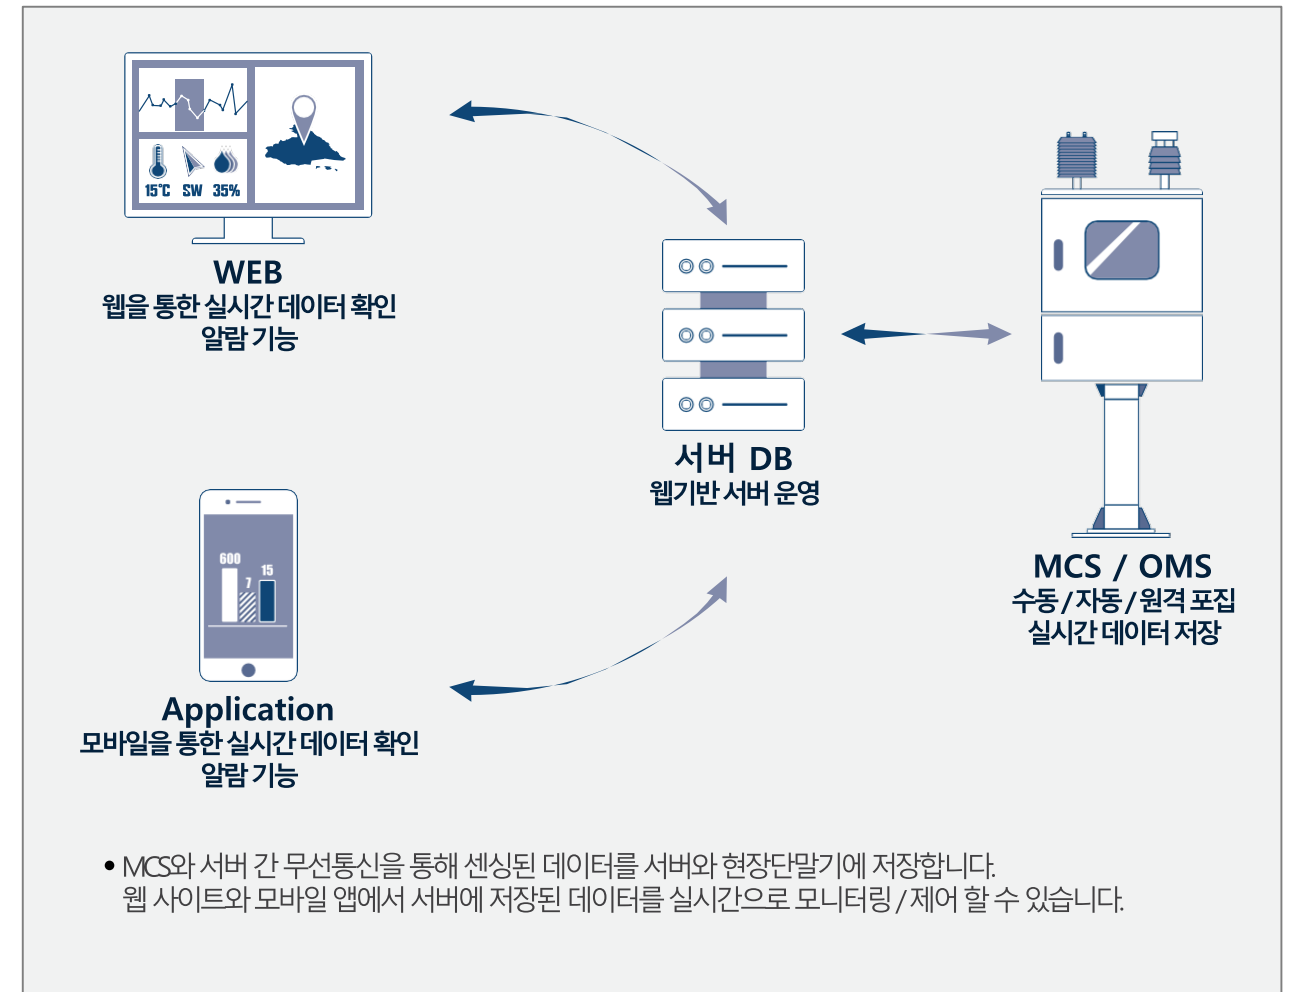 15℃ SW 35%
WEB
웹을 통한 실시간 데이터 확인
알람 기능
서버 DB
웹기반 서버 운영
MCS / OMS
수동 / 자동 / 원격 포집
실시간 데이터 저장
600
7
15
Application
모바일을 통한 실시간 데이터 확인
알람 기능
• MCS와 서버 간 무선통신을 통해 센싱된 데이터를 서버와 현장단말기에 저장합니다.
웹 사이트와 모바일 앱에서 서버에 저장된 데이터를 실시간으로 모니터링 / 제어 할 수 있습니다.